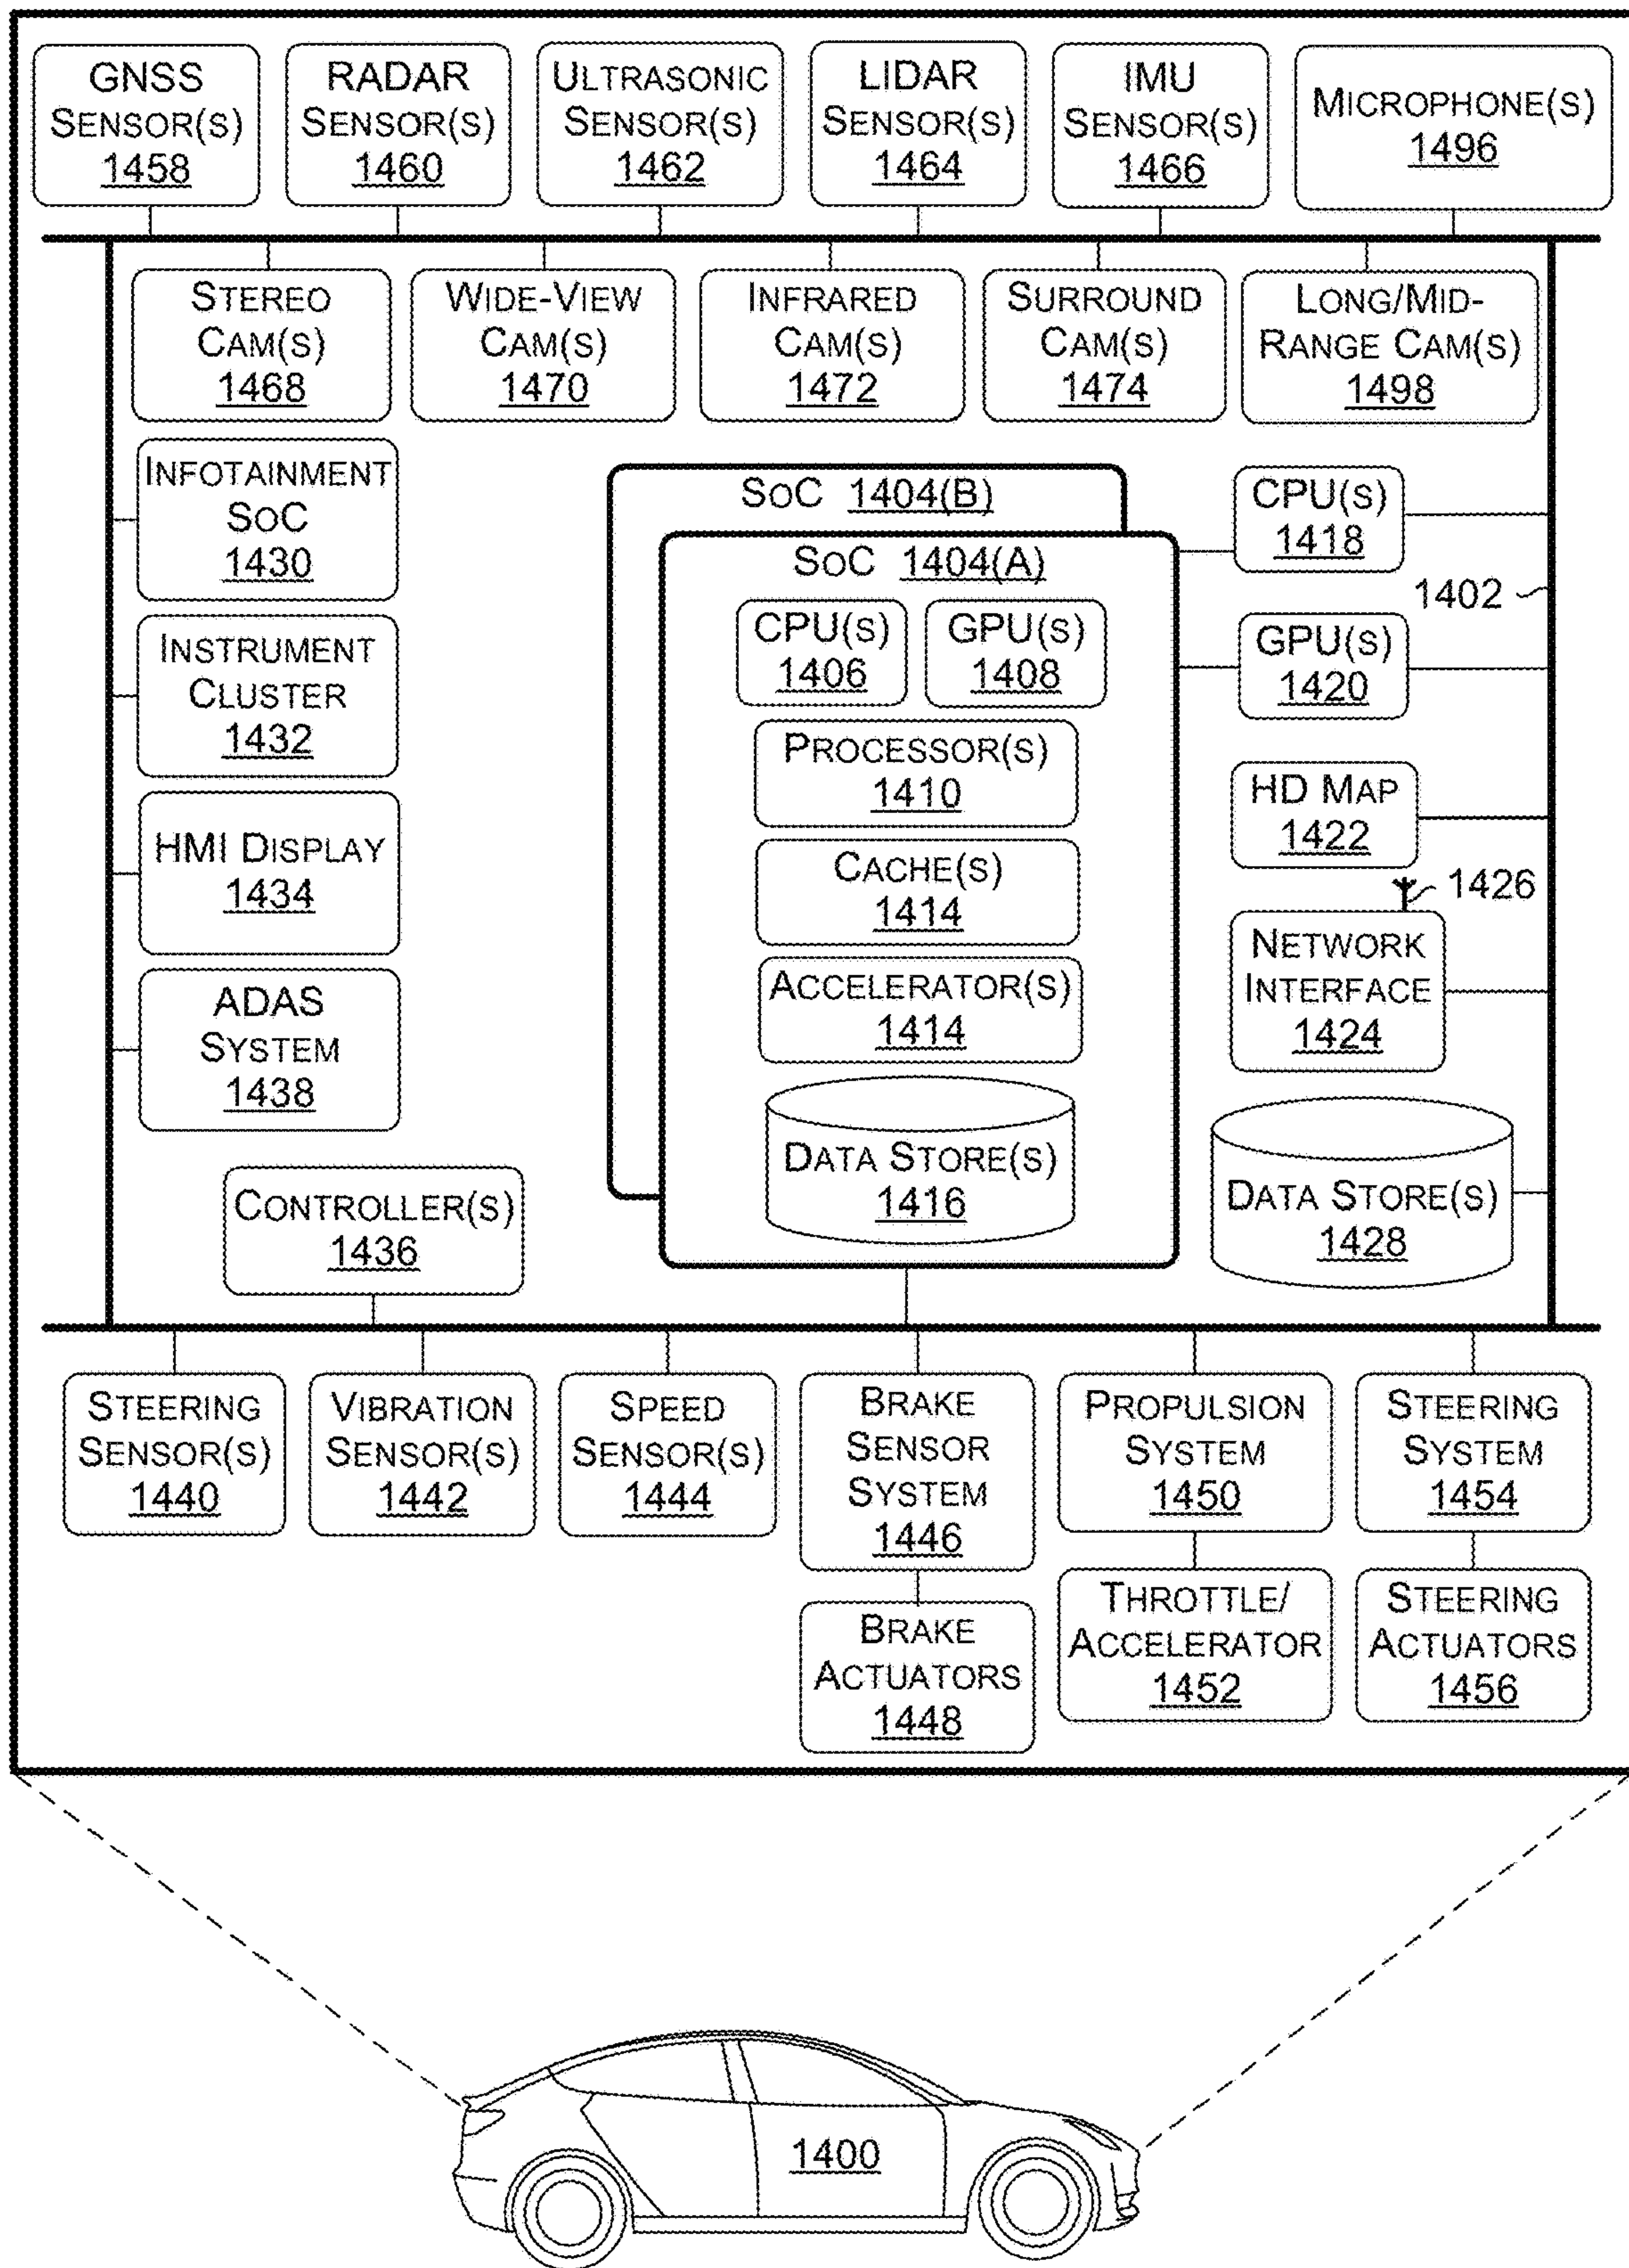 GNSS
SENSOR(S)
1458
RADAR
SENSOR(S)
1460
ULTRASONIC
SENSOR(S)
1462
LIDAR
SENSOR(S)
1464
IMU
SENSOR(S)
1466
MICROPHONE(S)
1496
STEREO
CAM(S)
1468
WIDE-VIEW
CAM(S)
1470
INFRARED
CAM(S)
1472
SURROUND
CAM(S)
1474
LONG/MID-
RANGE CAM(S)
1498
INFOTAINMENT
SOC
1430
INSTRUMENT
CLUSTER
1432
HMI DISPLAY
1434
ADAS
SYSTEM
1438
CONTROLLER(S)
1436
SOC 1404(B)
SOC 1404(A)
CPU(S)
1406
GPU(S)
1408
PROCESSOR(S)
1410
CACHE(S)
1414
ACCELERATOR(S)
1414
DATA STORE(S)
1416
CPU(S)
1418
1402
GPU(S)
1420
HD MAP
1422
1426
NETWORK
INTERFACE
1424
DATA STORE(S)
1428
STEERING
SENSOR(S)
1440
VIBRATION
SENSOR(S)
1442
SPEED
SENSOR(S)
1444
BRAKE
SENSOR
SYSTEM
1446
PROPULSION
SYSTEM
1450
STEERING
SYSTEM
1454
BRAKE
ACTUATORS
1448
THROTTLE/
ACCELERATOR
1452
STEERING
ACTUATORS
1456
1400